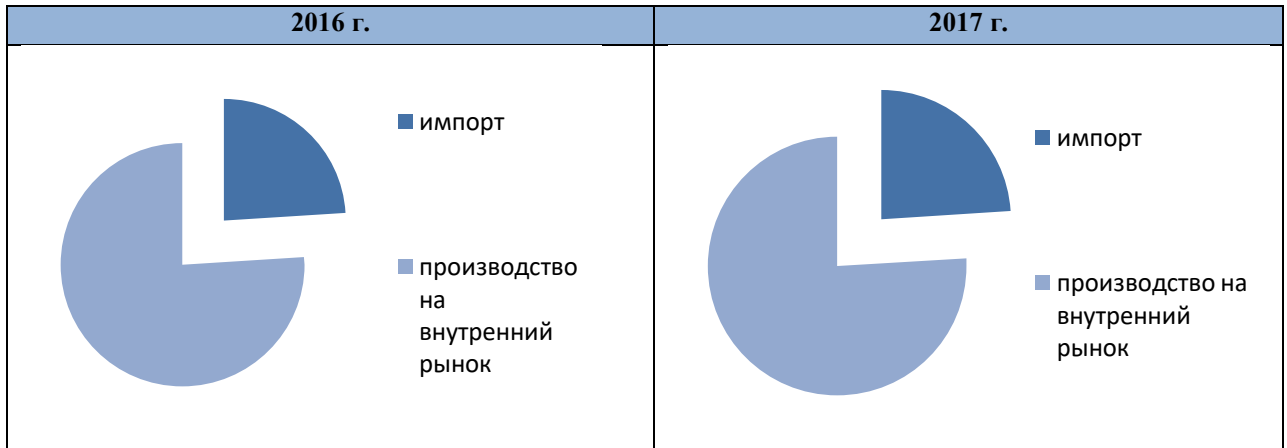 2016 г.
2017 г.
импорт
производство
на
внутренний
рынок
импорт
производство на
внутренний
рынок